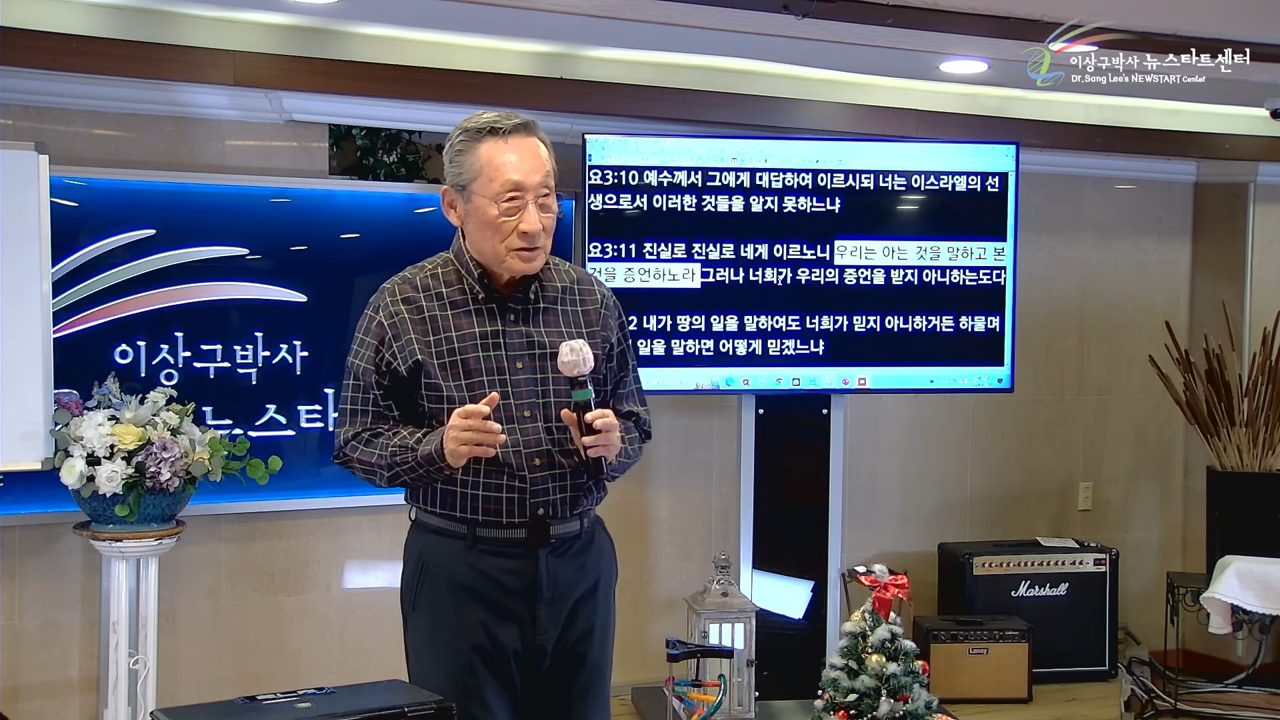 이상구박사 뉴스타트센터
Dr. Sang Lee's NEWSTART Center
요3:10 예수께서 그에게 대답하여 이르시되 너는 이스라엘의 선
생으로서 이러한 것들을 알지 못하느냐
요3:11 진실로 진실로 네게 이르노니 우리는 아는 것을 말하고 본
것을 증언하노라 그러나 너희가 우리의 증언을 받지 아니하는도다
2 내가 땅의 일을 말하여도 너희가 믿지 아니하거든 하물며
일을 말하면 어떻게 믿겠느냐
이상구박사
뉴스타
Marshall
Laney